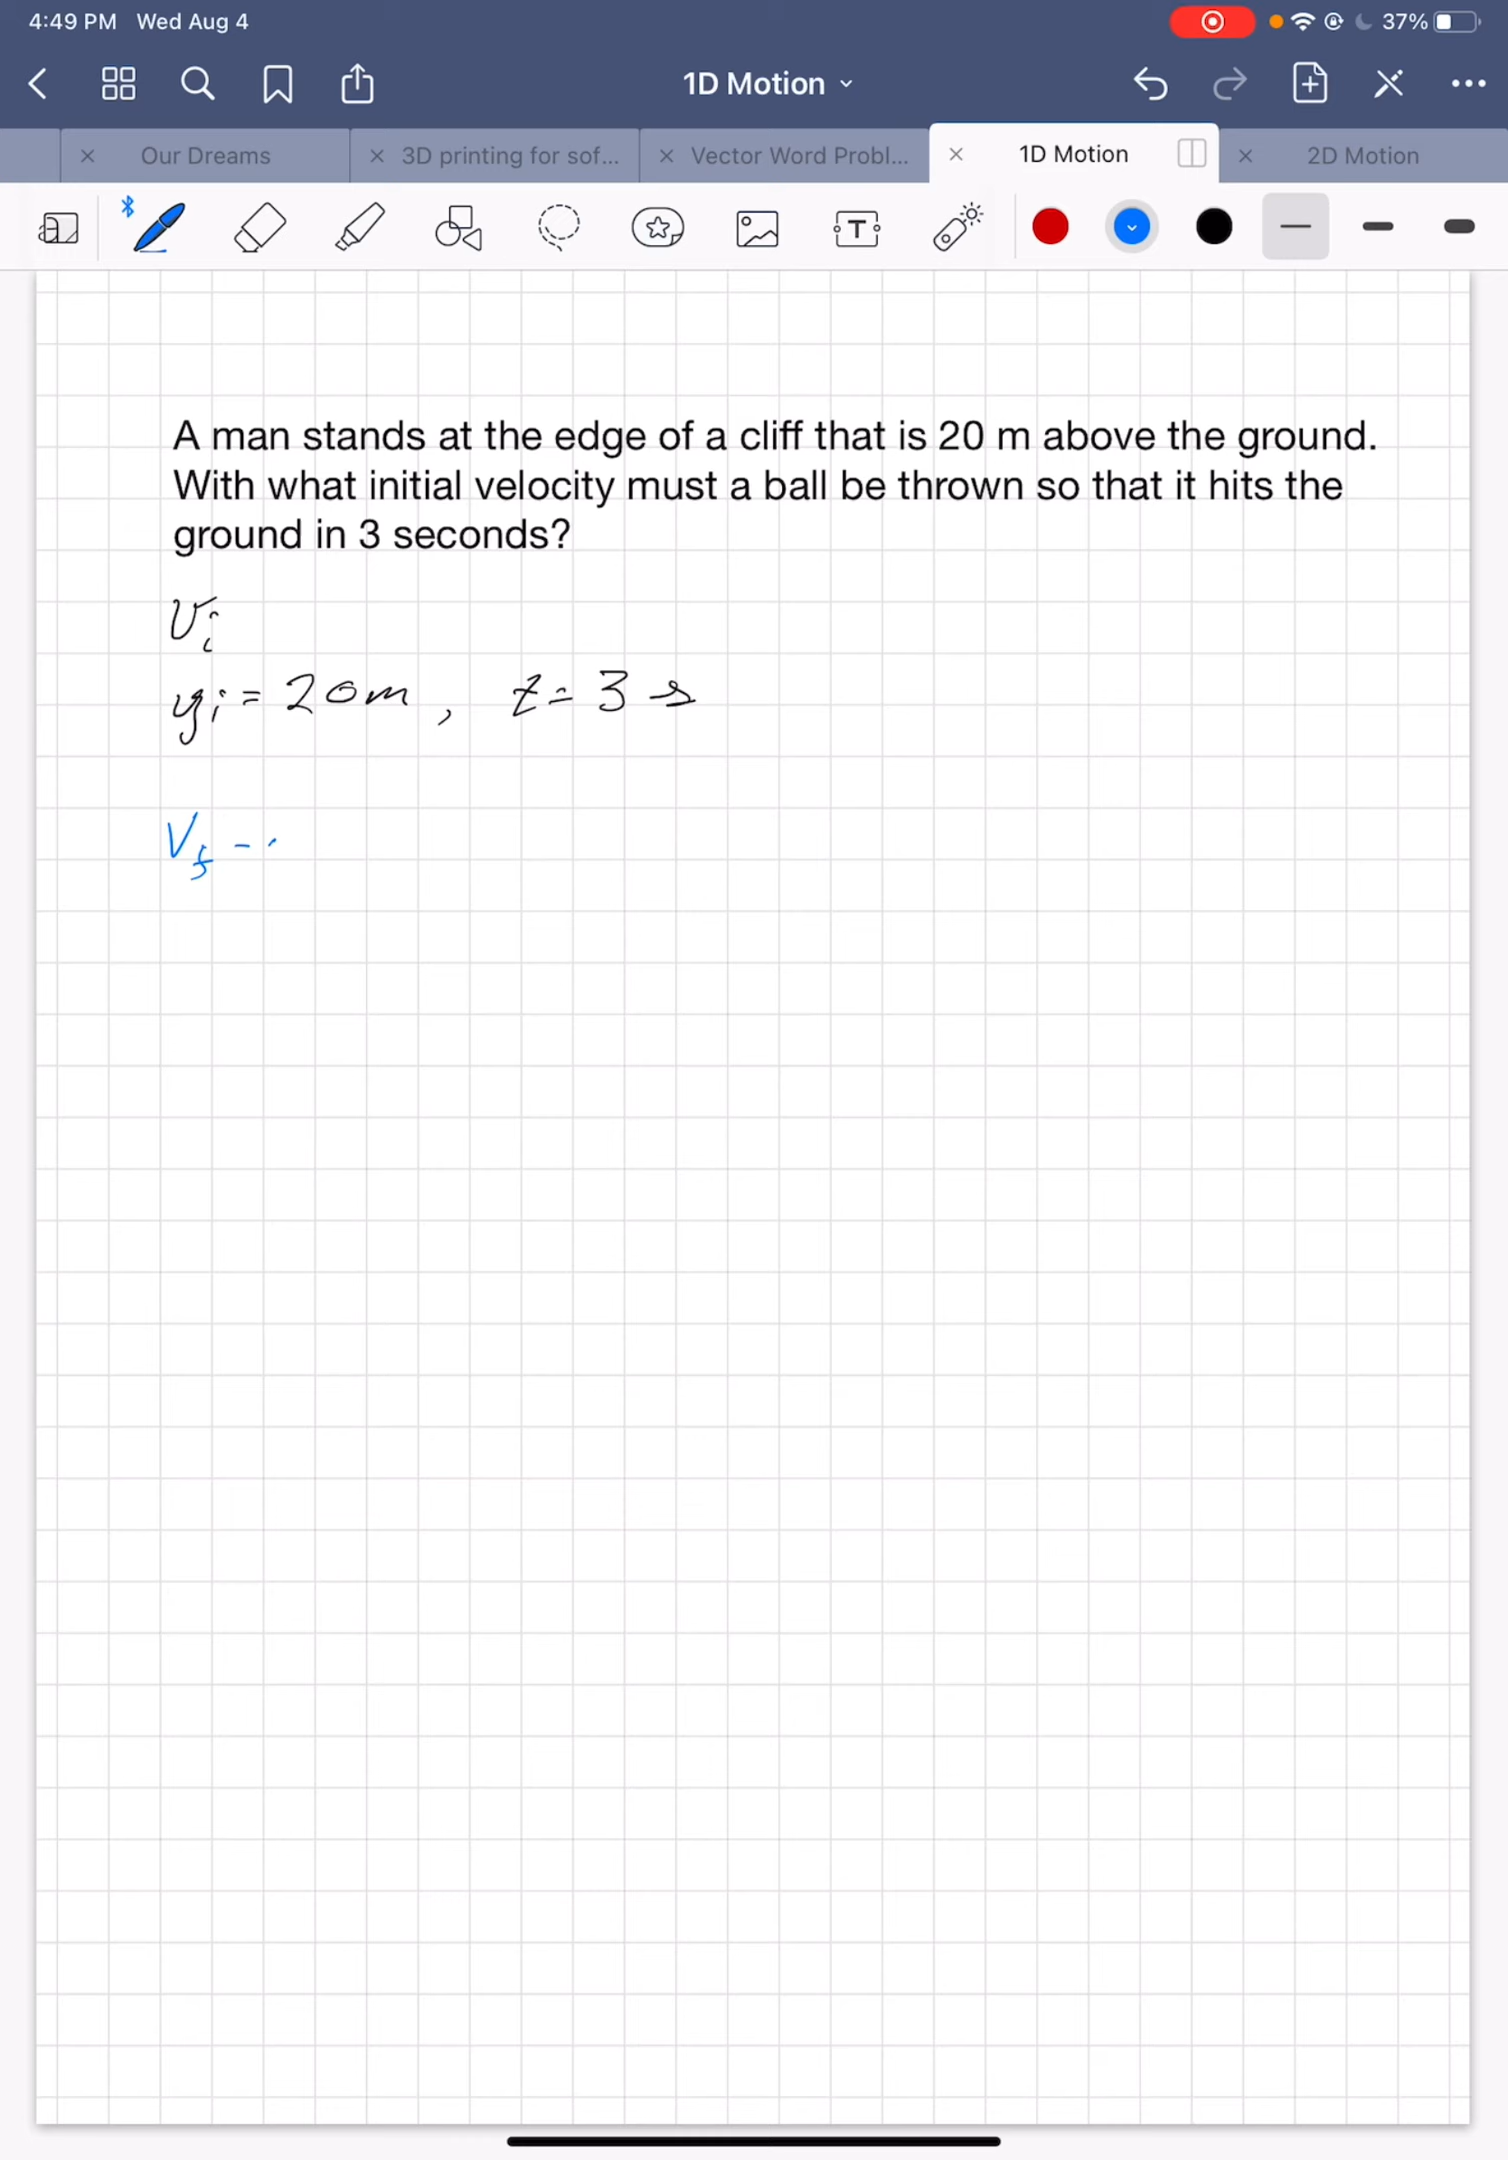 4:49 PM Wed Aug 4
37%
1D Motion
Our Dreams
3D printing for sof...
Vector Word Probl...
1D Motion
2D Motion
T
A man stands at the edge of a cliff that is 20 m above the ground.
With what initial velocity must a ball be thrown so that it hits the
ground in 3 seconds?
vi
yi = 20m , t = 3 s
Vf -